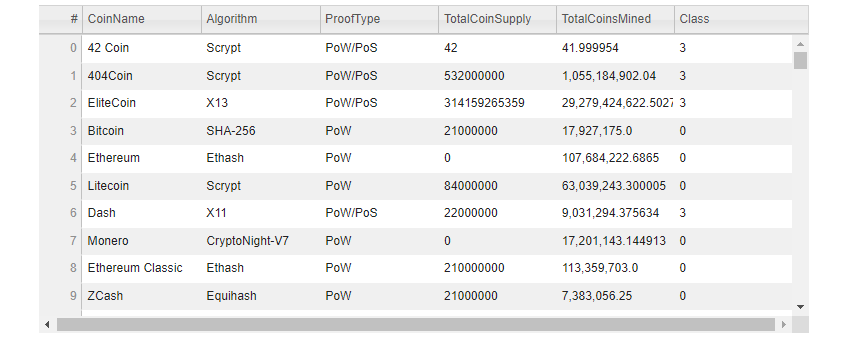 # CoinName Algorithm ProofType TotalCoinSupply TotalCoinsMined Class
0 42 Coin Scrypt PoW/PoS 42 41.999954 3
1 404Coin Scrypt PoW/PoS 532000000 1,055,184,902.04 3
2 EliteCoin X13 PoW/PoS 314159265359 29,279,424,622.5027 3
3 Bitcoin SHA-256 PoW 21000000 17,927,175.0 0
4 Ethereum Ethash PoW 0 107,684,222.6865 0
5 Litecoin Scrypt PoW 84000000 63,039,243.300005 0
6 Dash X11 PoW/PoS 22000000 9,031,294.375634 3
7 Monero CryptoNight-V7 PoW 0 17,201,143.144913 0
8 Ethereum Classic Ethash PoW 210000000 113,359,703.0 0
9 ZCash Equihash PoW 21000000 7,383,056.25 0